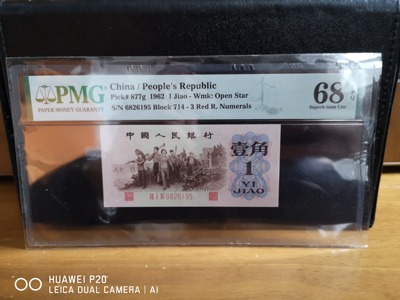 PMG
PAPER MONEY GUARANTY
China / People's Republic
Pick# 877g 1962 1 Jiao - Wmk: Open Star
S/N 6826195 Block 714 - 3 Red R. Numerals
68 EPQ
Superb Gem Unc
中國人民銀行
壹角
1
YI
JIAO
6826195
HUAWEI P20
LEICA DUAL CAMERA | AI